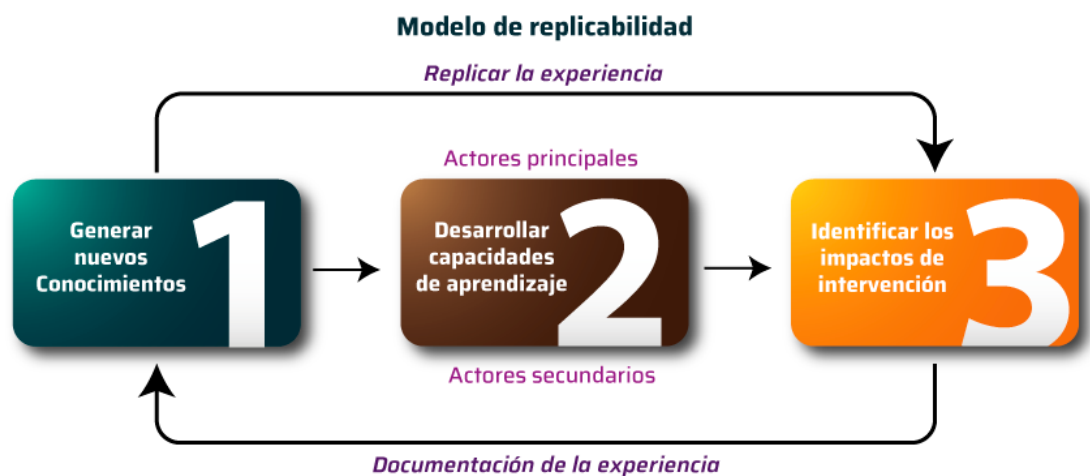 Modelo de replicabilidad
Replicar la experiencia
Actores principales
Generar
nuevos
Conocimientos
1
Desarrollar
capacidades
de aprendizaje
2
Identificar los
impactos de
intervención
3
Actores secundarios
Documentación de la experiencia